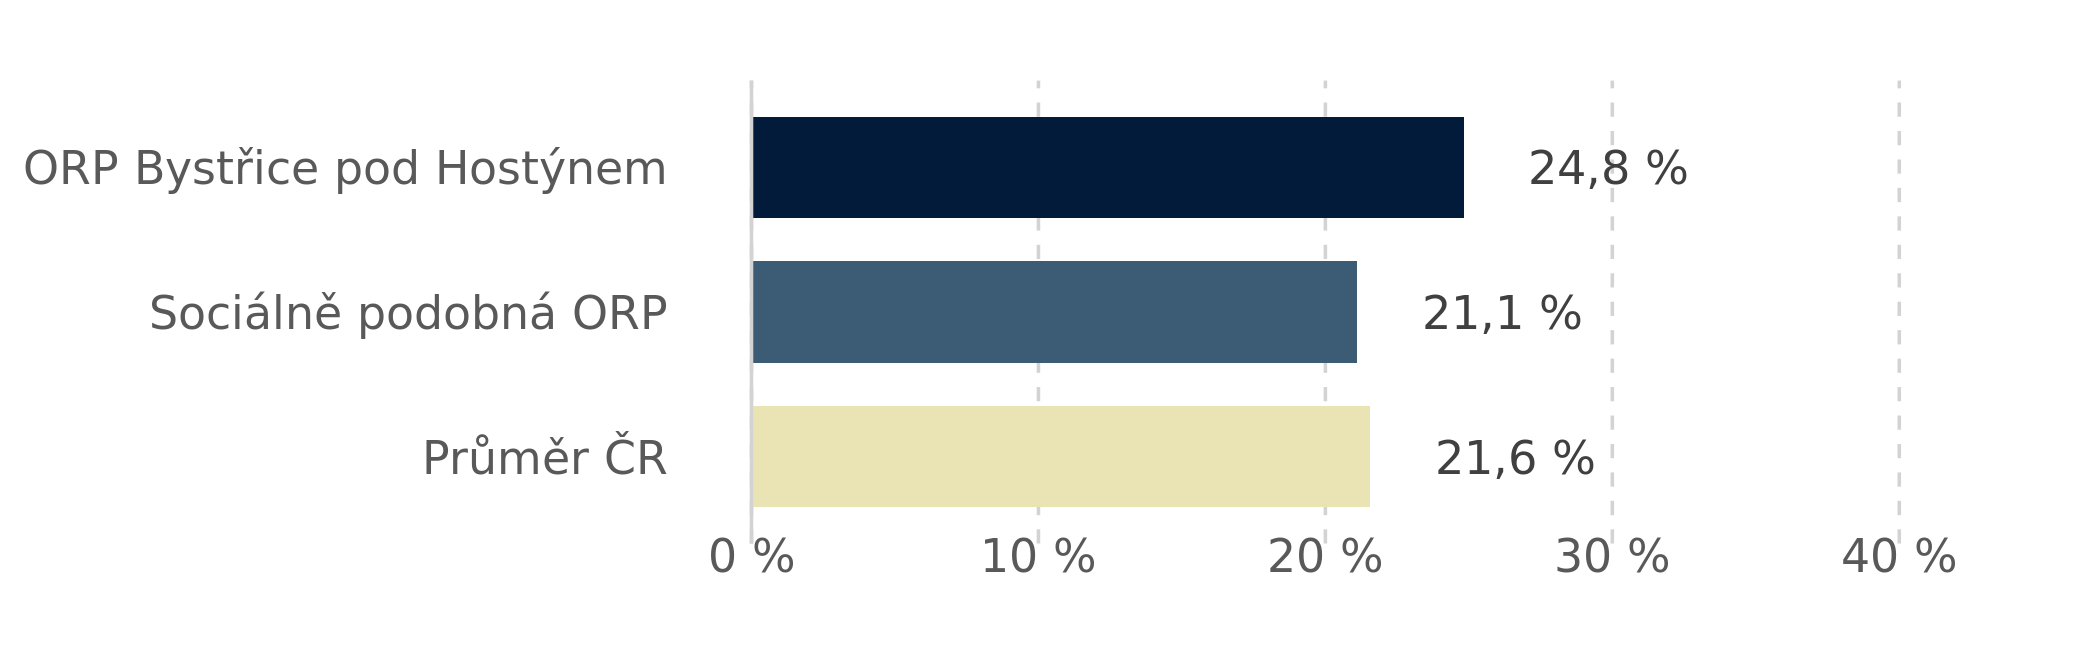 ORP Bystřice pod Hostýnem 24,8 %
Sociálně podobná ORP 21,1 %
Průměr ČR 21,6 %
0 % 10 % 20 % 30 % 40 %